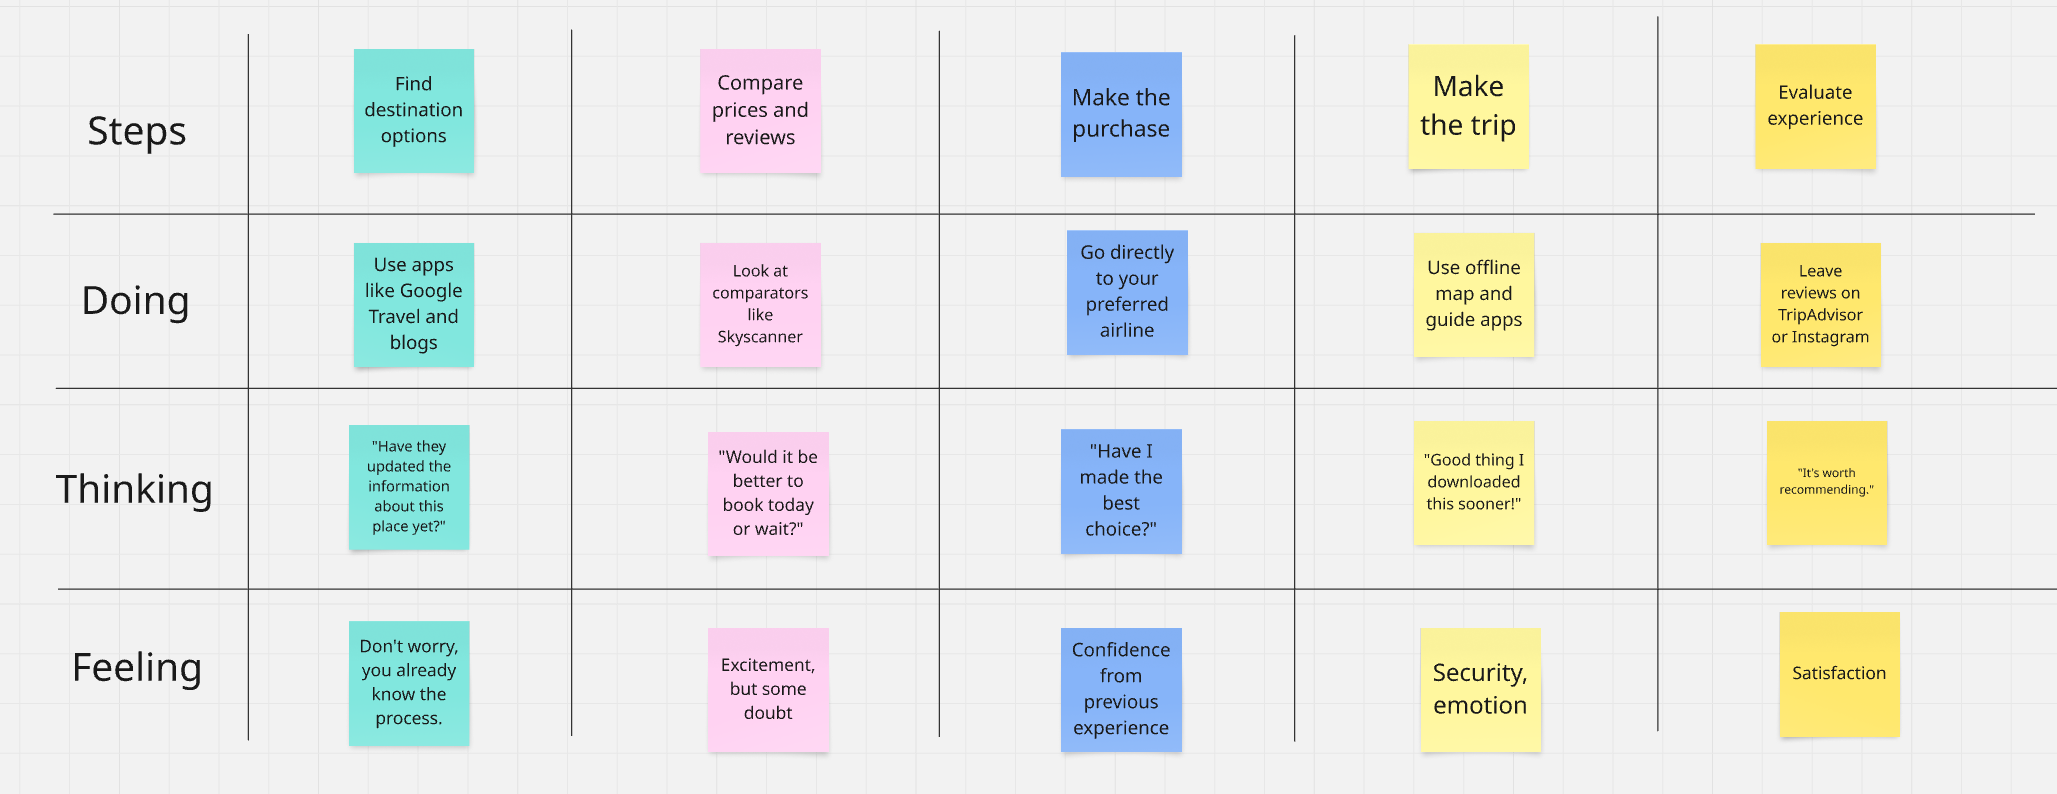 Steps
Find
destination
options
Compare
prices and
reviews
Make the
purchase
Make
the trip
Evaluate
experience
Doing
Use apps
like Google
Travel and
blogs
Look at
comparators
like
Skyscanner
Go directly
to your
preferred
airline
Use offline
map and
guide apps
Leave
reviews on
TripAdvisor
or Instagram
Thinking
"Have they
updated the
information
about this
place yet?"
"Would it be
better to
book today
or wait?"
"Have I
made the
best
choice?"
"Good thing I
downloaded
this sooner!"
"It's worth
recommending."
Feeling
Don't worry,
you already
know the
process.
Excitement,
but some
doubt
Confidence
from
previous
experience
Security,
emotion
Satisfaction